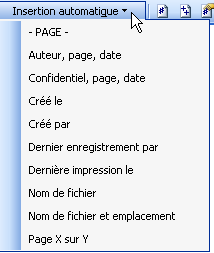 Insertion automatique
- PAGE -
Auteur, page, date
Confidentiel, page, date
Créé le
Créé par
Dernier enregistrement par
Dernière impression le
Nom de fichier
Nom de fichier et emplacement
Page X sur Y